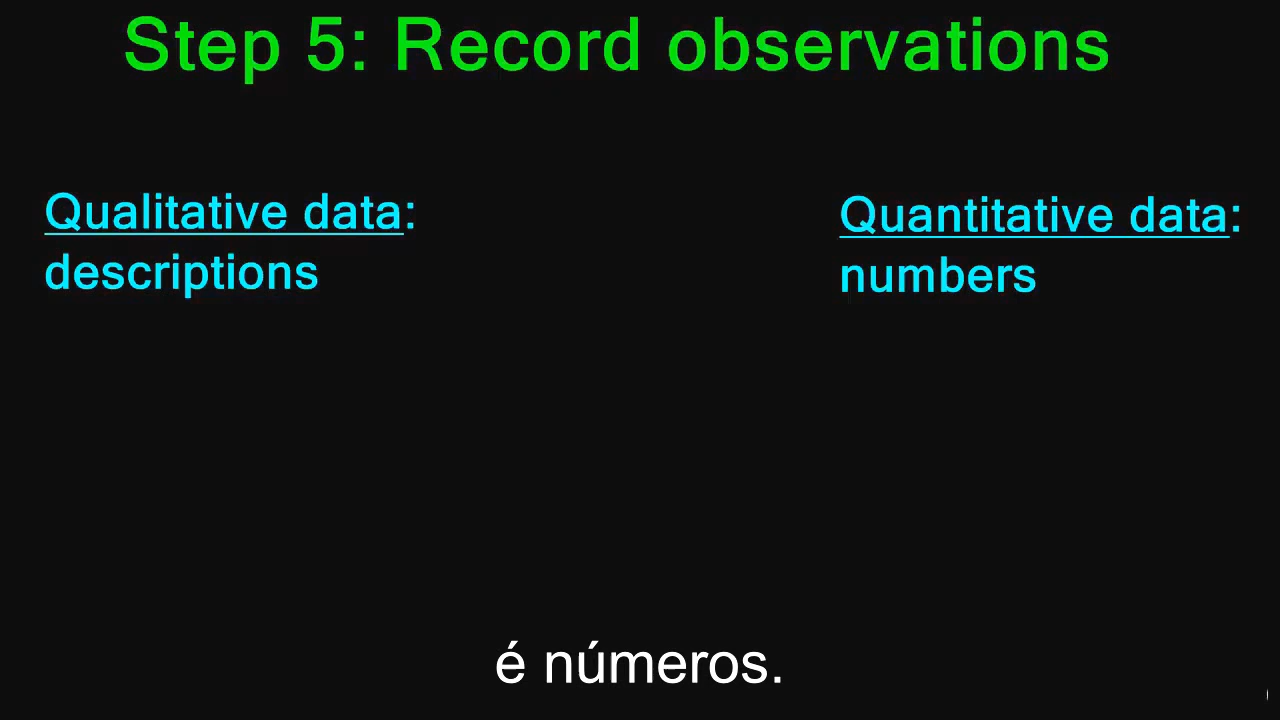 Step 5: Record observations
Qualitative data:
descriptions
Quantitative data:
numbers
é números.